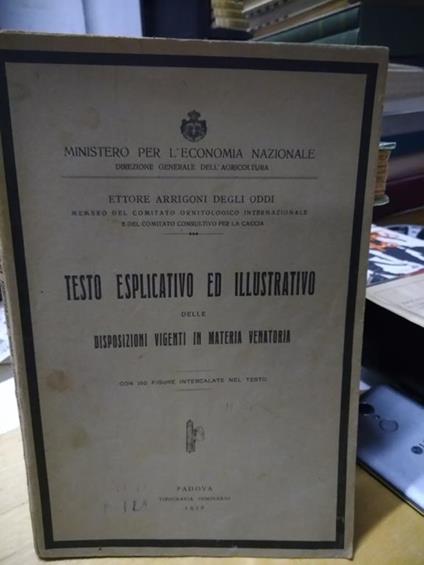 MINISTERO PER L'ECONOMIA NAZIONALE
DIREZIONE GENERALE DELL'AGRICOLTURA
ETTORE ARRIGONI DEGLI ODDI
MEMBRO DEL COMITATO ORNITOLOGICO INTERNAZIONALE
E DEL COMITATO CONSULTIVO PER LA CACCIA
TESTO ESPLICATIVO ED ILLUSTRATIVO
DELLE
DISPOSIZIONI VIGENTI IN MATERIA VENATORIA
CON 150 FIGURE INTERCALATE NEL TESTO
PADOVA
TIPOGRAFIA SEMINARIO